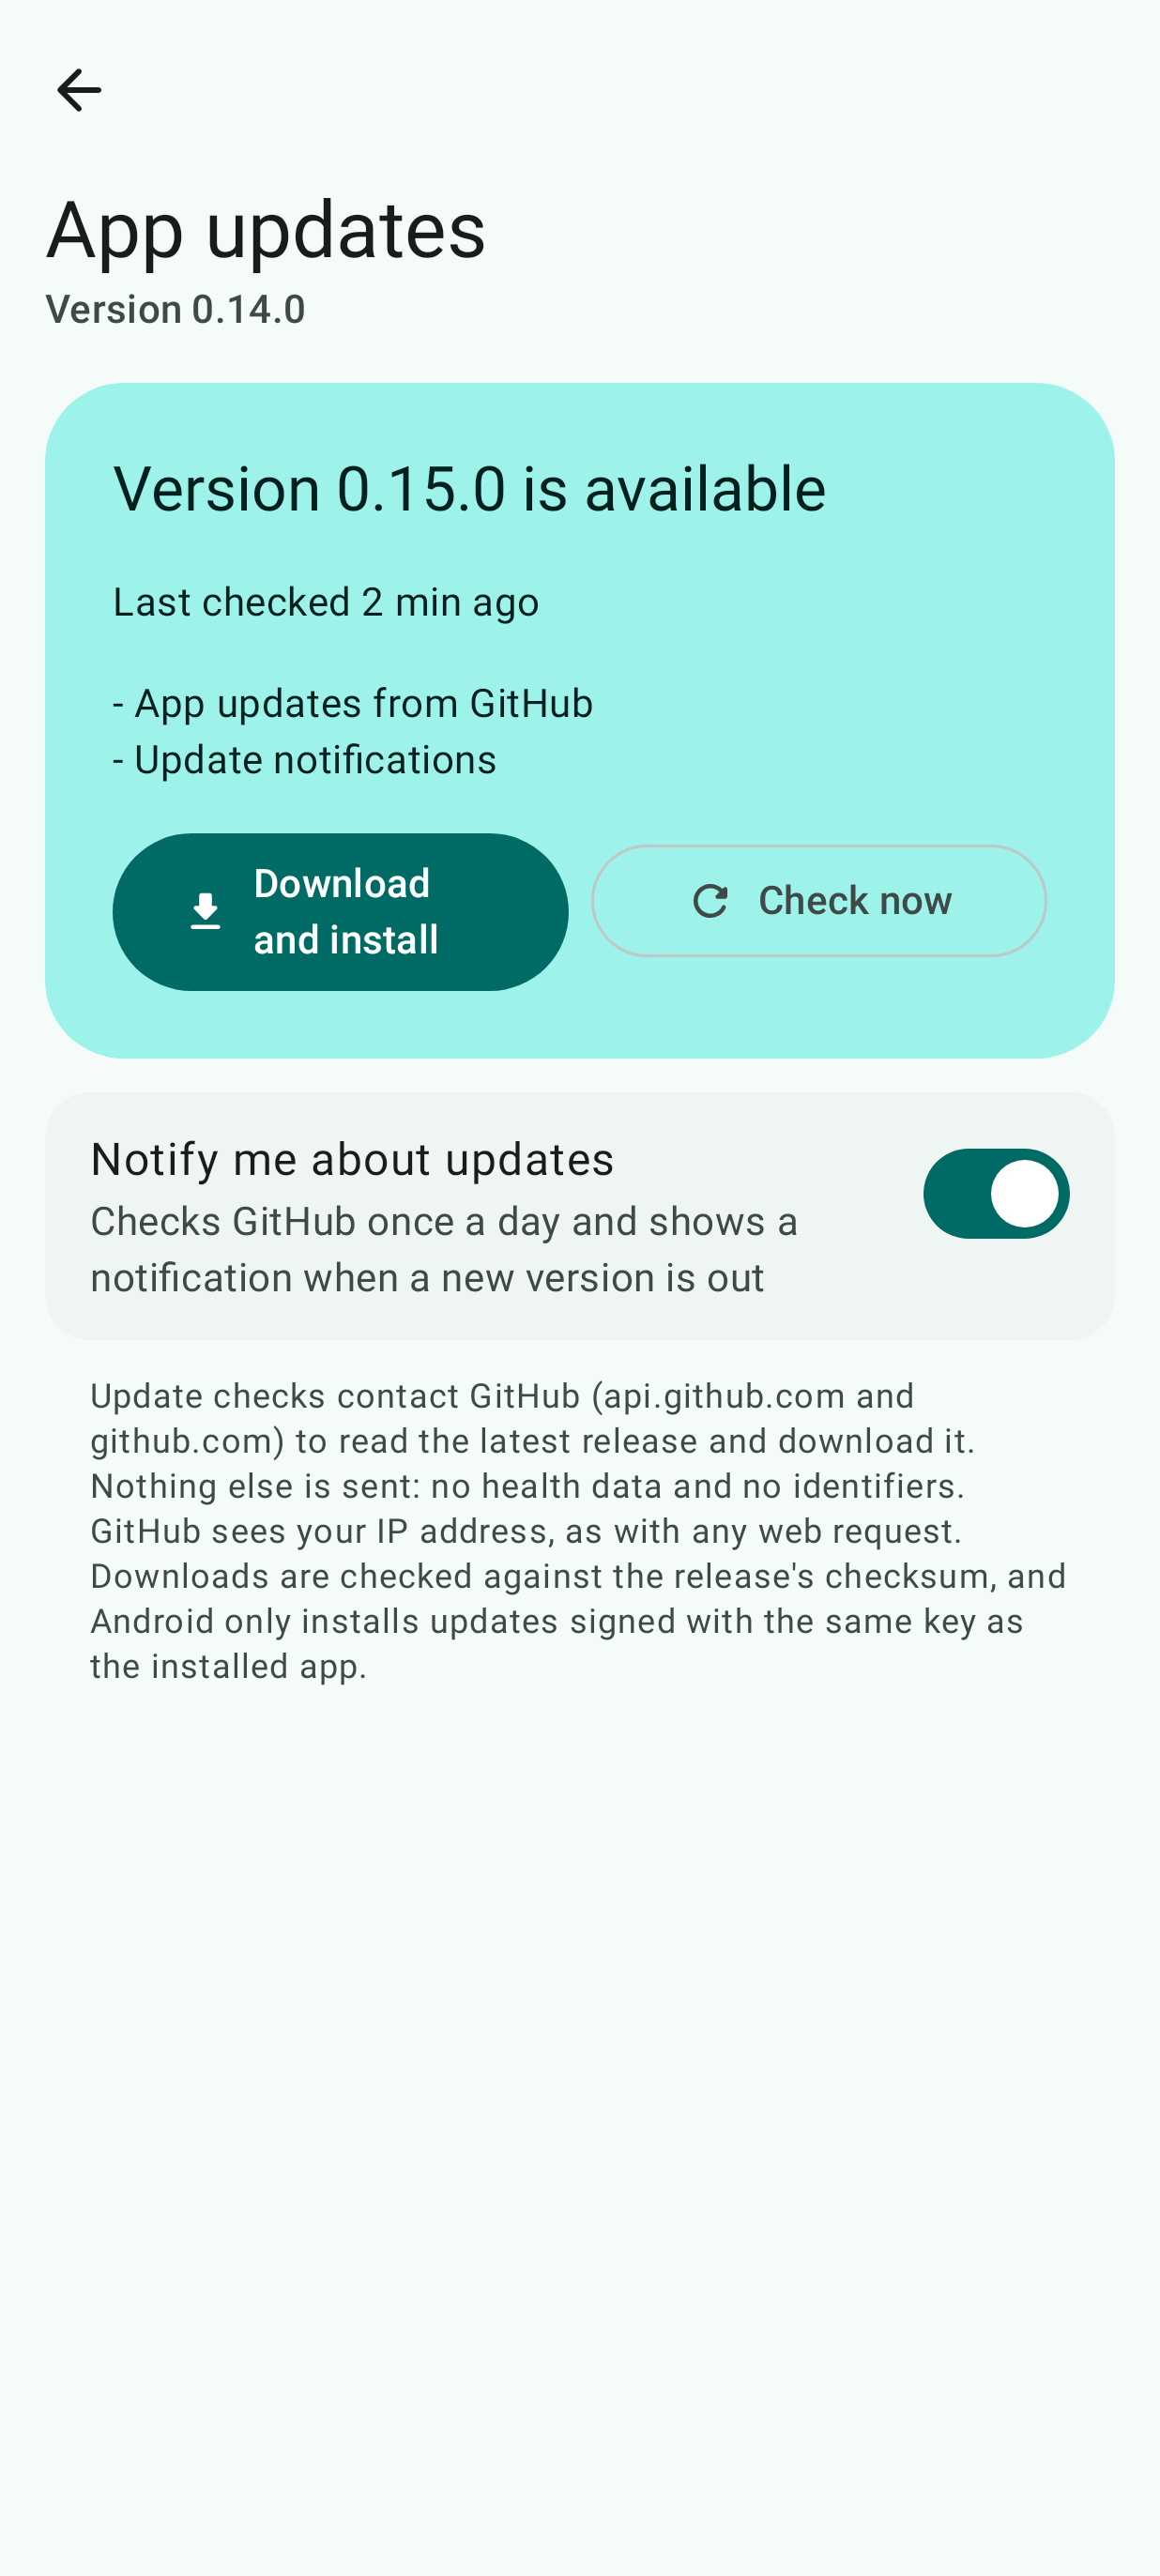 App updates
Version 0.14.0
Version 0.15.0 is available
Last checked 2 min ago
- App updates from GitHub
- Update notifications
Download
and install
Check now
Notify me about updates
Checks GitHub once a day and shows a
notification when a new version is out
Update checks contact GitHub (api.github.com and
github.com) to read the latest release and download it.
Nothing else is sent: no health data and no identifiers.
GitHub sees your IP address, as with any web request.
Downloads are checked against the release's checksum, and
Android only installs updates signed with the same key as
the installed app.